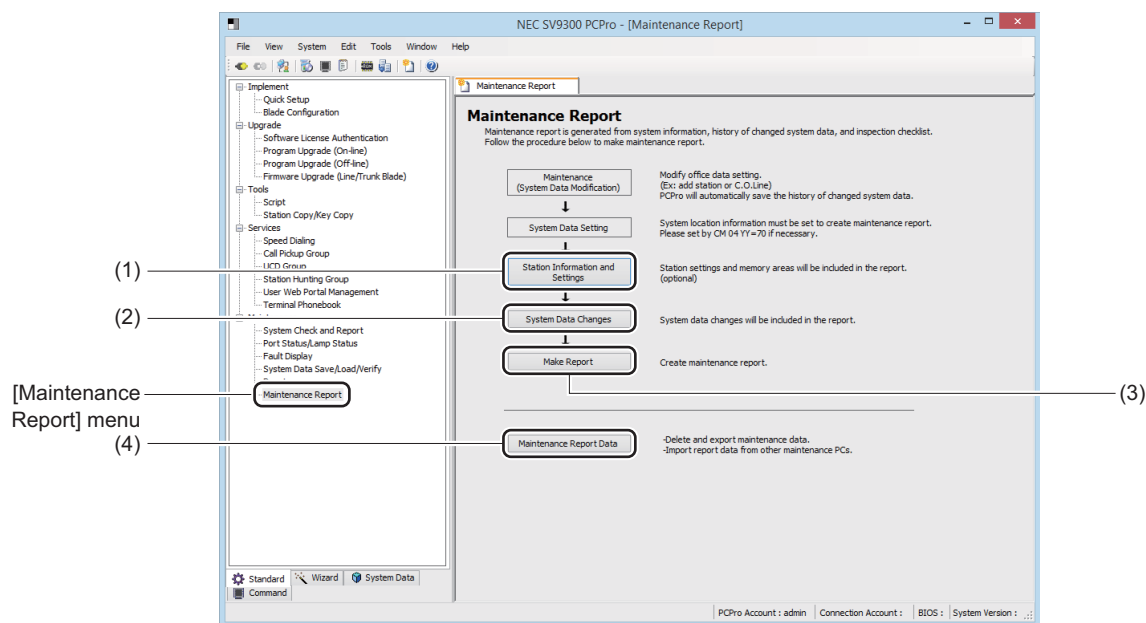 NEC SV9300 PCPro - [Maintenance Report]
File View System Edit Tools Window Help
Implement
Quick Setup
Blade Configuration
Upgrade
Software License Authentication
Program Upgrade (On-line)
Program Upgrade (Off-line)
Firmware Upgrade (Line/Trunk Blade)
Tools
Script
Station Copy/Key Copy
Services
Speed Dialing
Call Pickup Group
UCD Group
Station Hunting Group
User Web Portal Management
Terminal Phonebook
System Check and Report
Port Status/Lamp Status
Fault Display
System Data Save/Load/Verify
Maintenance Report
Standard Wizard System Data
Command
Maintenance Report
Maintenance Report
Maintenance report is generated from system information, history of changed system data, and inspection checklist.
Follow the procedure below to make maintenance report.
Maintenance
(System Data Modification)
Modify office data setting.
(Ex: add station or C.O.Line)
PCPro will automatically save the history of changed system data.
System Data Setting
System location information must be set to create maintenance report.
Please set by CM 04 YY=70 if necessary.
Station Information and
Settings
Station settings and memory areas will be included in the report.
(optional)
System Data Changes
System data changes will be included in the report.
Make Report
Create maintenance report.
Maintenance Report Data
-Delete and export maintenance data.
-Import report data from other maintenance PCs.
PCPro Account : admin Connection Account : BIOS : System Version :
(1)
(2)
[Maintenance
Report] menu
(3)
(4)